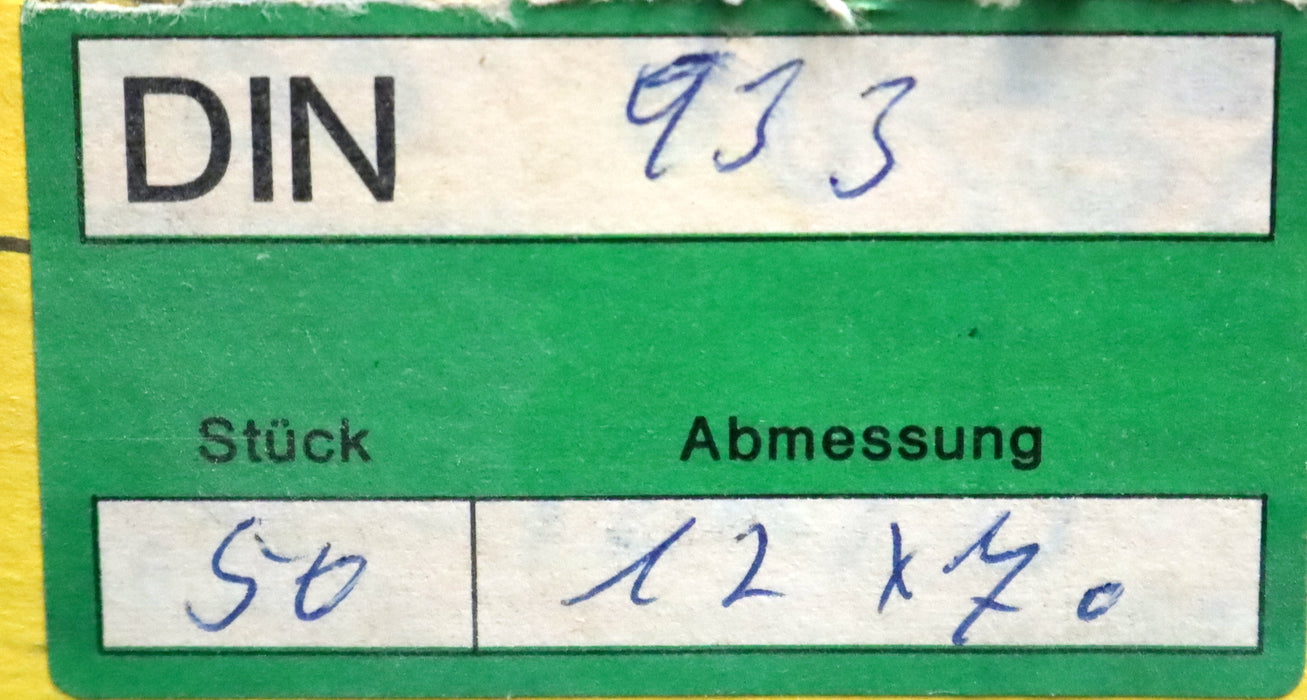 DIN 933
Stück Abmessung
50 12 x 70